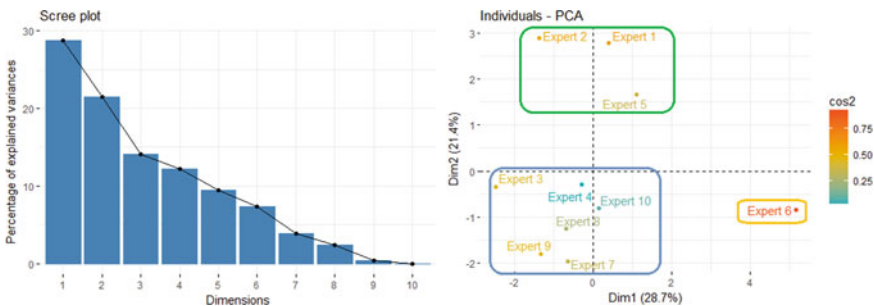 Scree plot
Percentage of explained variances
30
20
10
0
1 2 3 4 5 6 7 8 9 10
Dimensions
Individuals - PCA
Dim2 (21.4%)
3
2
1
0
-1
-2
Expert 2
Expert 1
Expert 5
Expert 3
Expert 4
Expert 10
Expert 8
Expert 6
Expert 9
Expert 7
-2 0 2 4
Dim1 (28.7%)
cos2
0.75
0.50
0.25